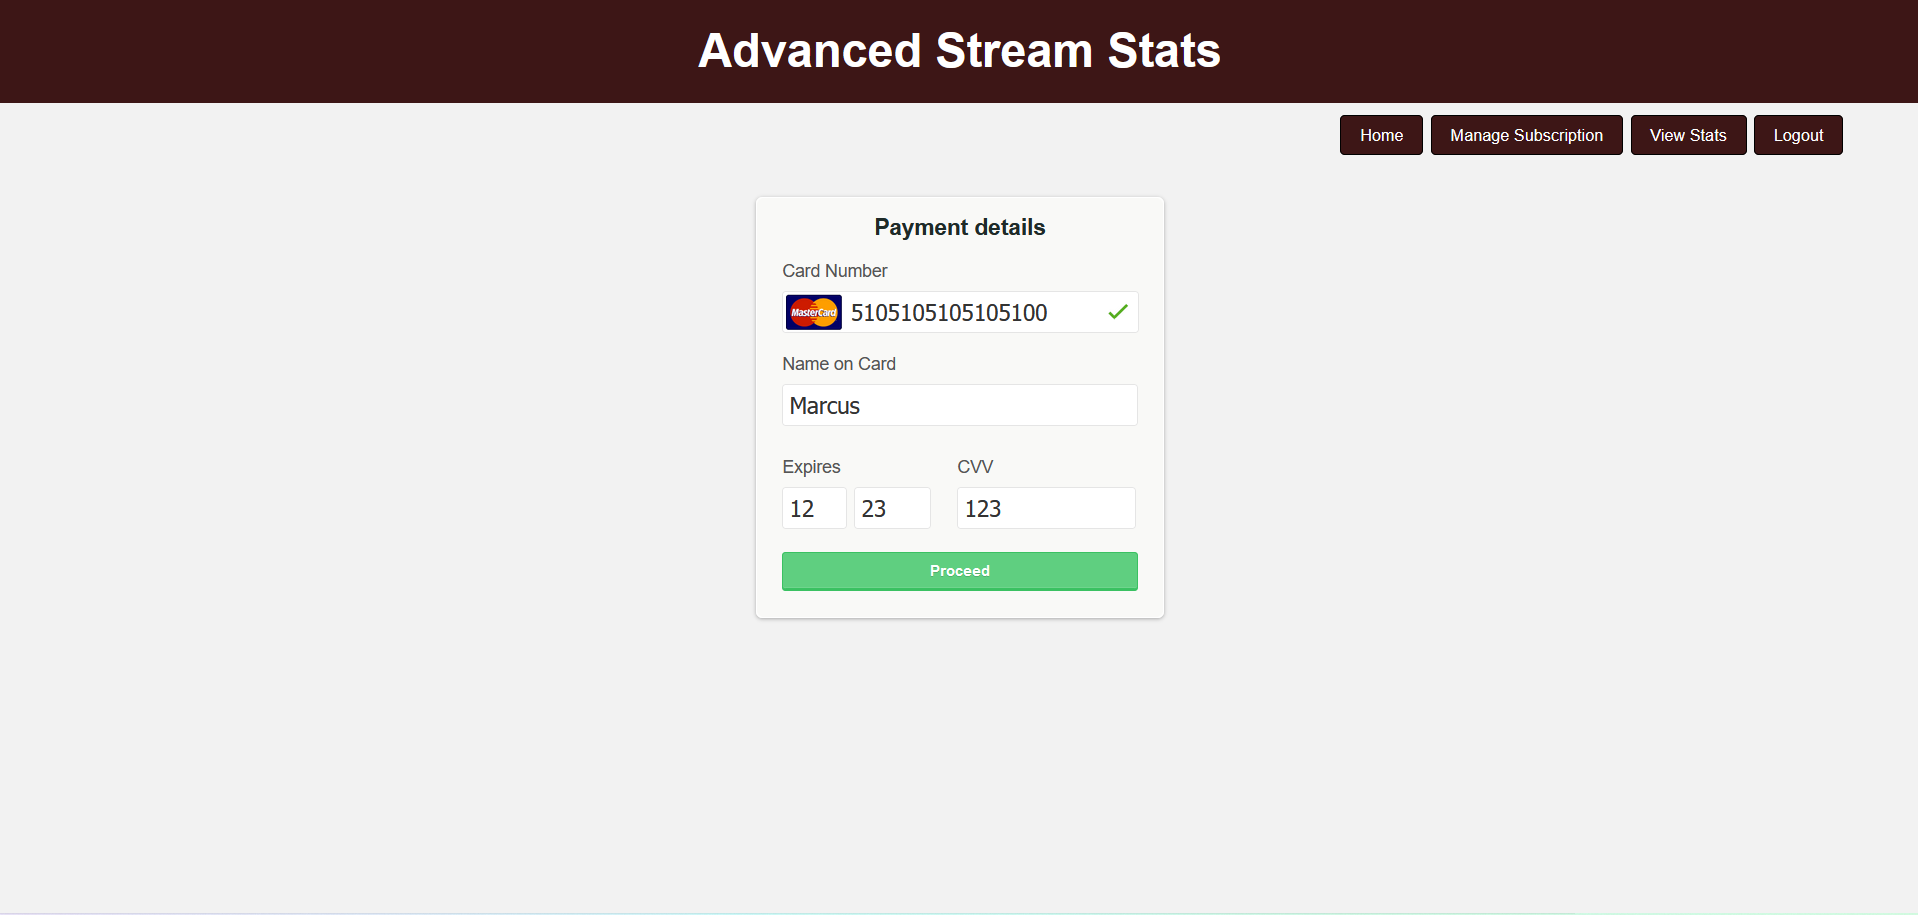 Advanced Stream Stats
Home Manage Subscription View Stats Logout
Payment details
Card Number
MasterCard 5105105105105100
Name on Card
Marcus
Expires CVV
12 23 123
Proceed